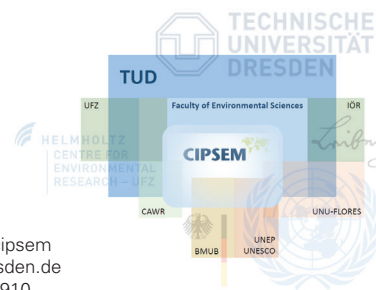 TECHNISCHE
UNIVERSITÄT
DRESDEN
TUD
UFZ
Faculty of Environmental Sciences
IÖR
HELMHOLTZ
CENTRE FOR
ENVIRONMENTAL
RESEARCH – UFZ
CIPSEM
Leibniz
CAWR
UNU-FLORES
BMUB
UNEP
UNESCO
ipsem
sden.de
910